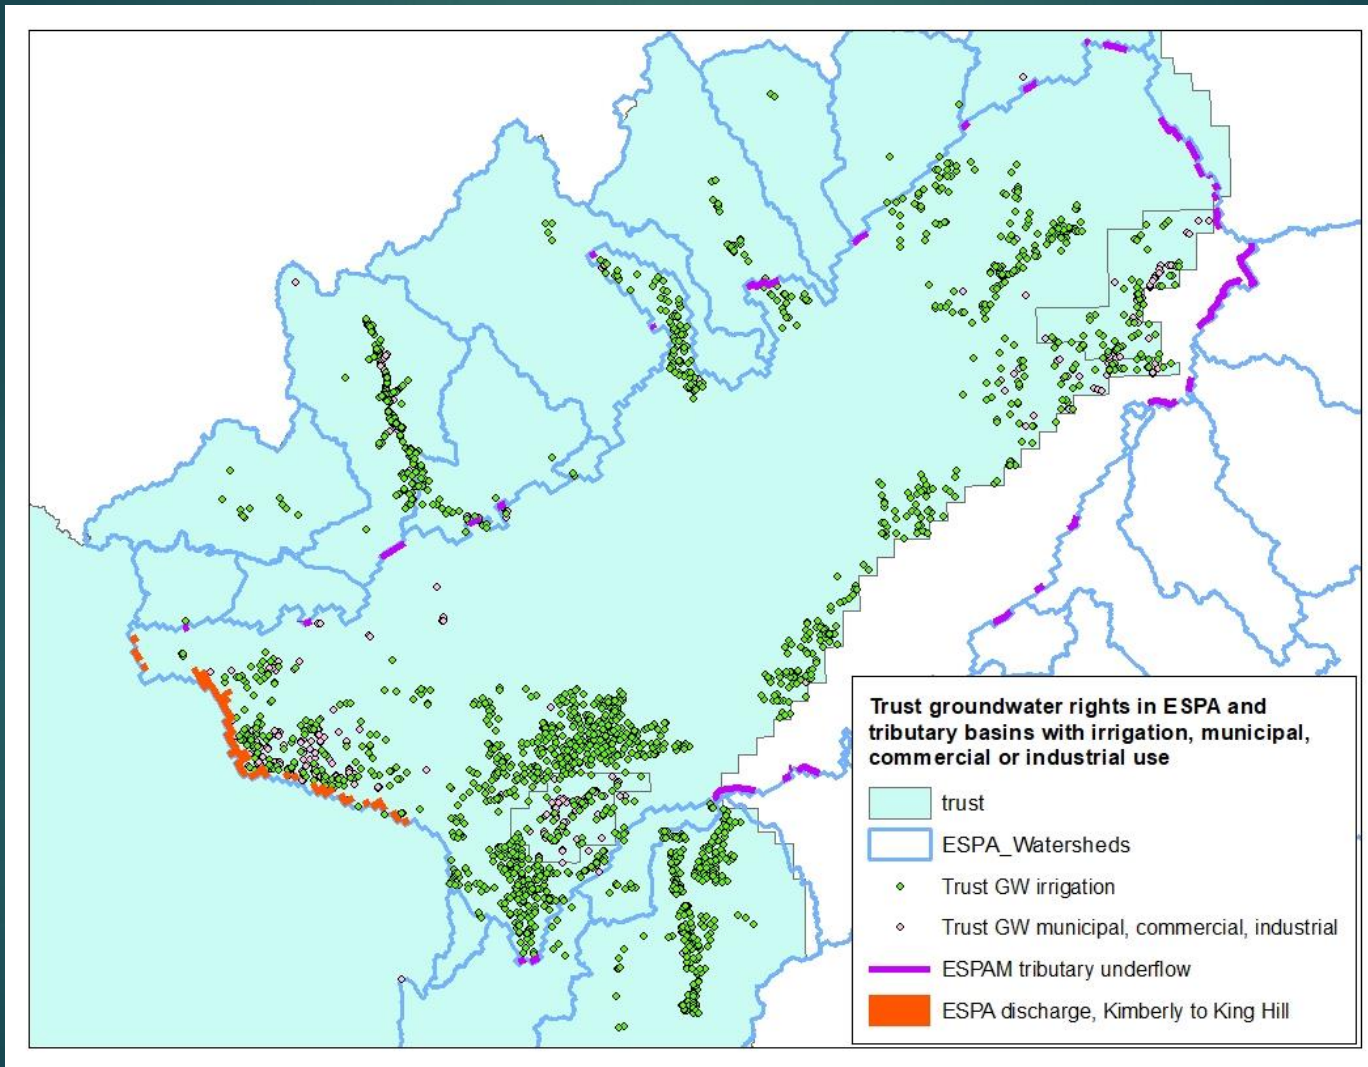 Trust groundwater rights in ESPA and
tributary basins with irrigation, municipal,
commercial or industrial use
trust
ESPA_Watersheds
Trust GW irrigation
Trust GW municipal, commercial, industrial
ESPAM tributary underflow
ESPA discharge, Kimberly to King Hill